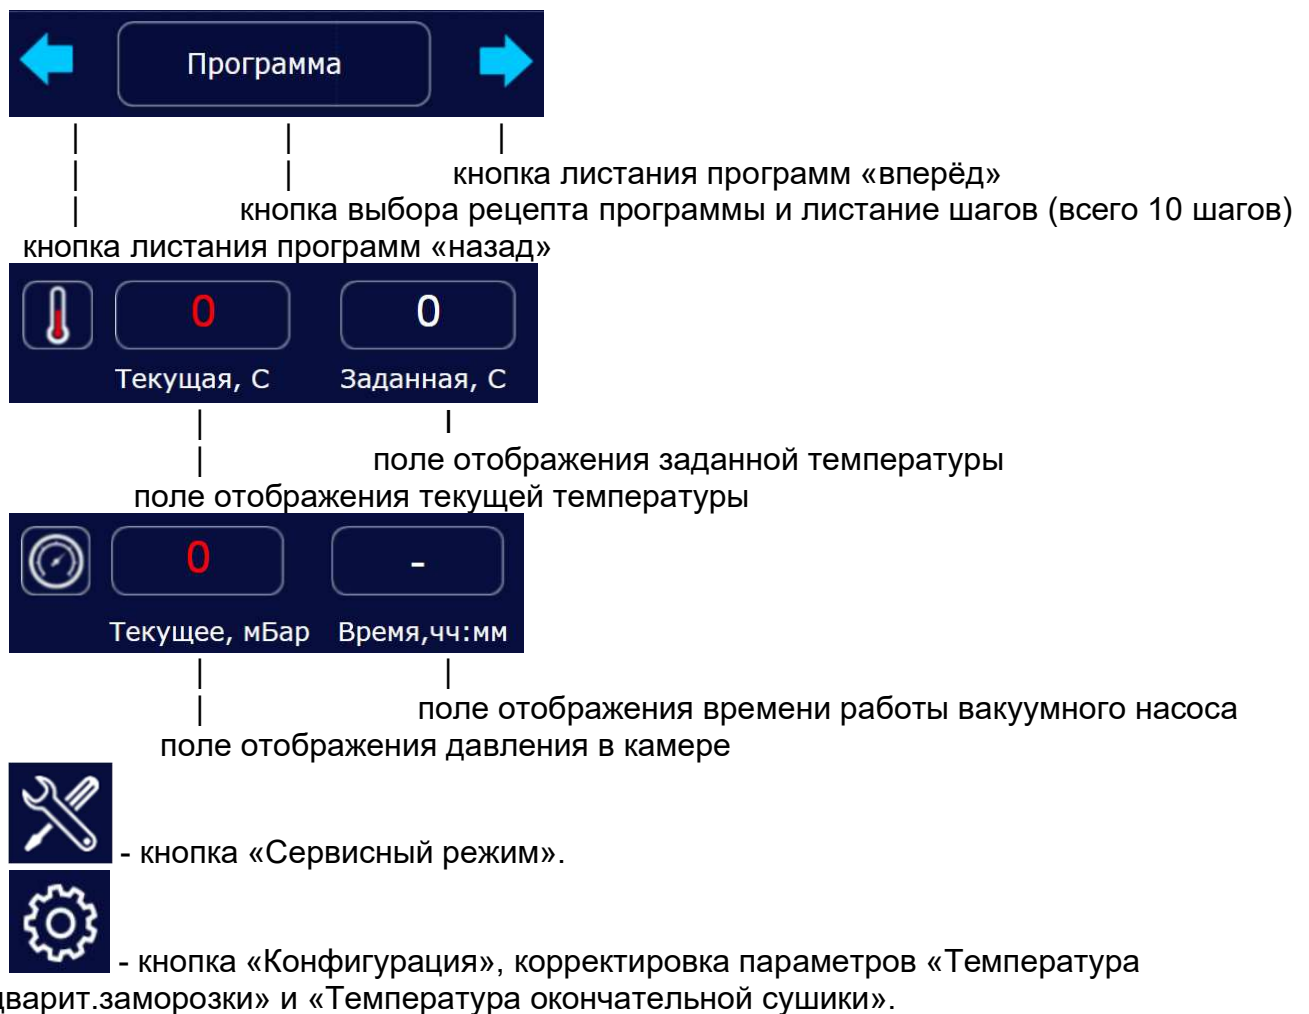 Программа
кнопка листания программ «вперёд»
кнопка выбора рецепта программы и листание шагов (всего 10 шагов)
кнопка листания программ «назад»
0 0
Текущая, С Заданная, С
поле отображения заданной температуры
поле отображения текущей температуры
0 -
Текущее, мБар Время,чч:мм
поле отображения времени работы вакуумного насоса
поле отображения давления в камере
- кнопка «Сервисный режим».
- кнопка «Конфигурация», корректировка параметров «Температура
дварит.заморозки» и «Температура окончательной сушики».